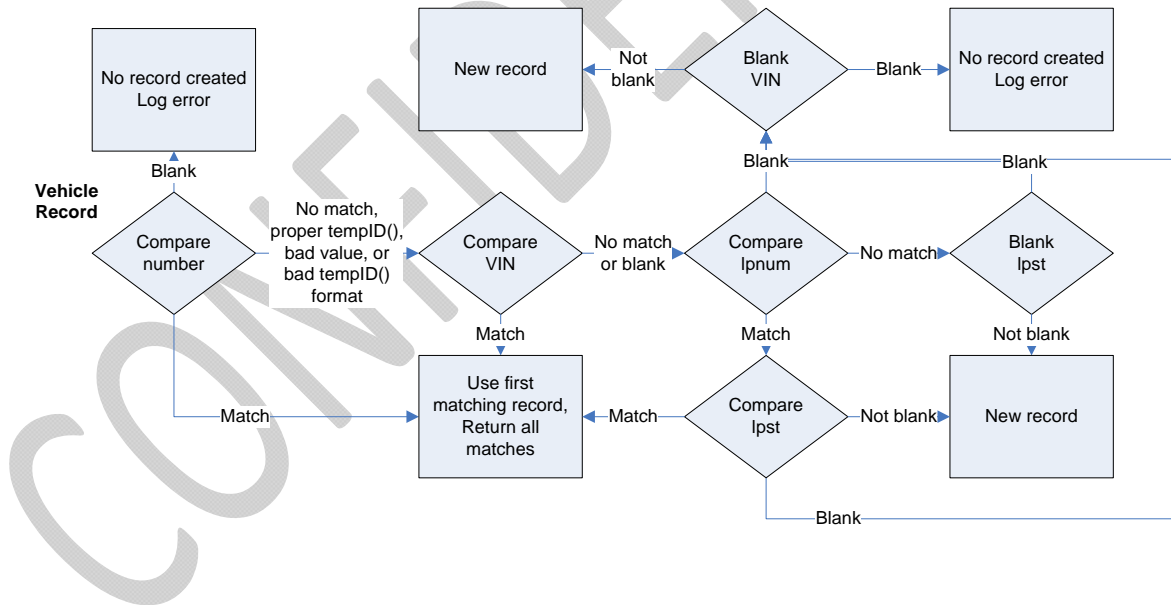 No record created
Log error
New record
Not
blank
Blank
VIN
Blank
No record created
Log error
Blank
Blank
Blank
Vehicle
Record
Compare
number
No match,
proper tempID(),
bad value, or
bad tempID()
format
Compare
VIN
No match
or blank
Compare
lpnum
No match
Blank
lpst
Match
Match
Not blank
Match
Use first
matching record,
Return all
matches
Match
Compare
lpst
Not blank
New record
Blank